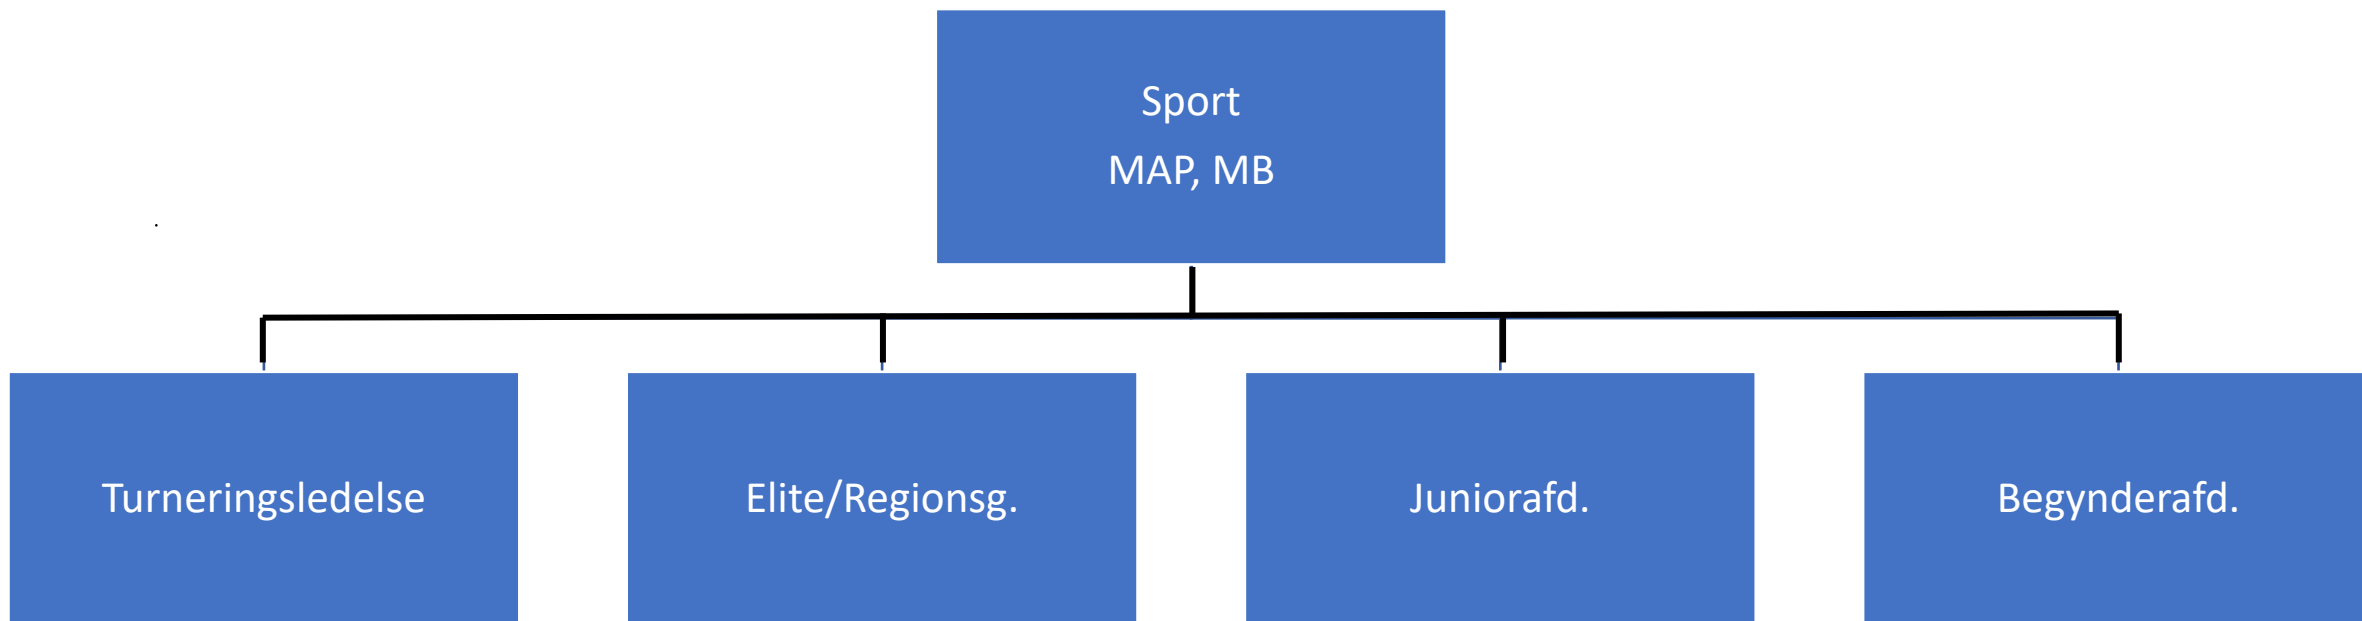 Sport
MAP, MB
.
Turneringsledelse
Elite/Regionsg.
Juniorafd.
Begynderafd.